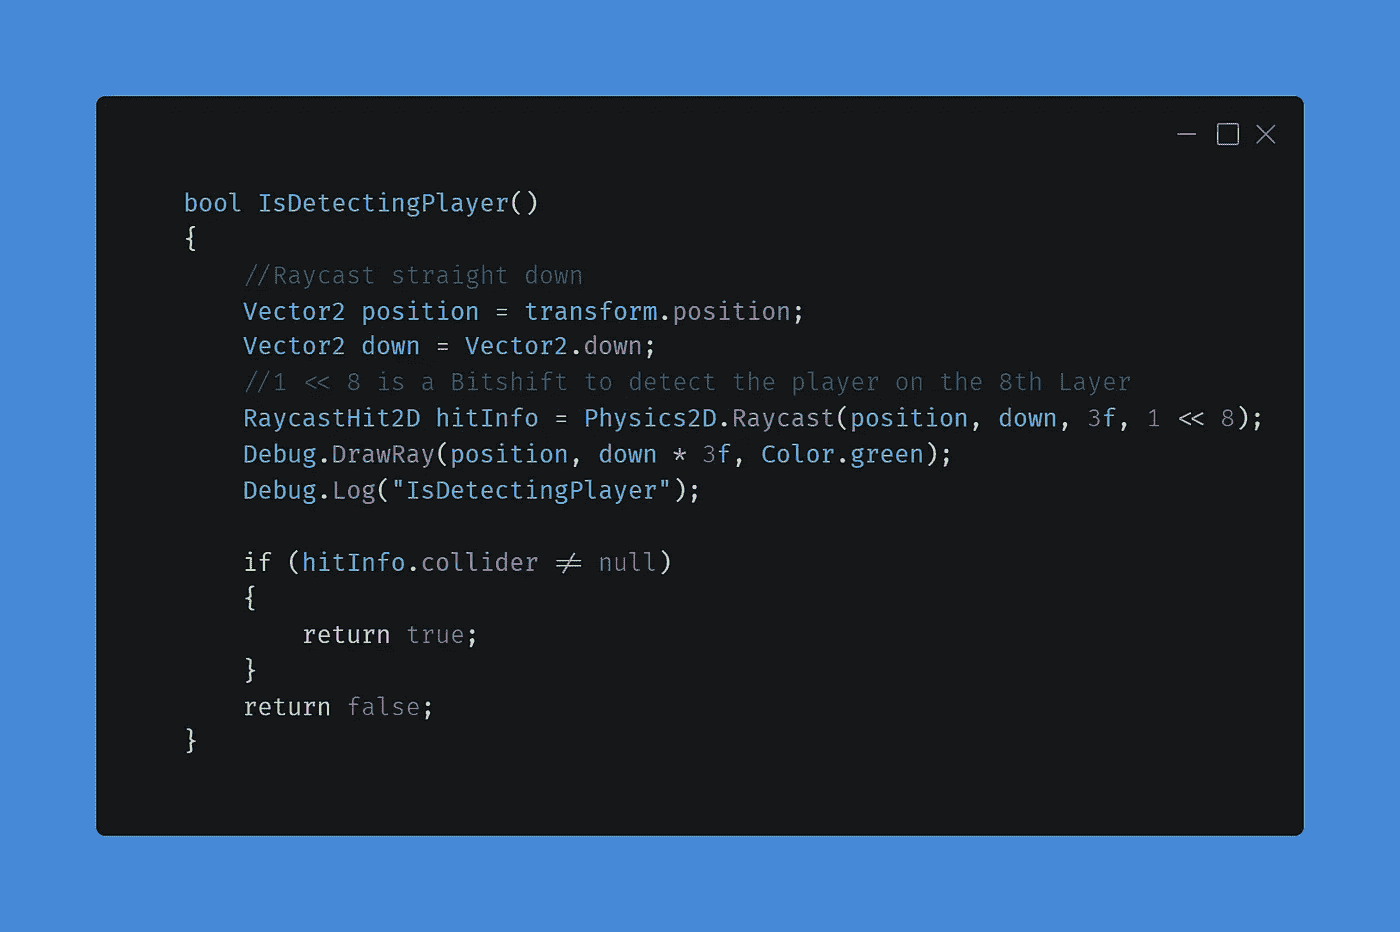 bool IsDetectingPlayer()
{
    //Raycast straight down
    Vector2 position = transform.position;
    Vector2 down = Vector2.down;
    //1 << 8 is a Bitshift to detect the player on the 8th Layer
    RaycastHit2D hitInfo = Physics2D.Raycast(position, down, 3f, 1 << 8);
    Debug.DrawRay(position, down * 3f, Color.green);
    Debug.Log("IsDetectingPlayer");

    if (hitInfo.collider != null)
    {
        return true;
    }
    return false;
}